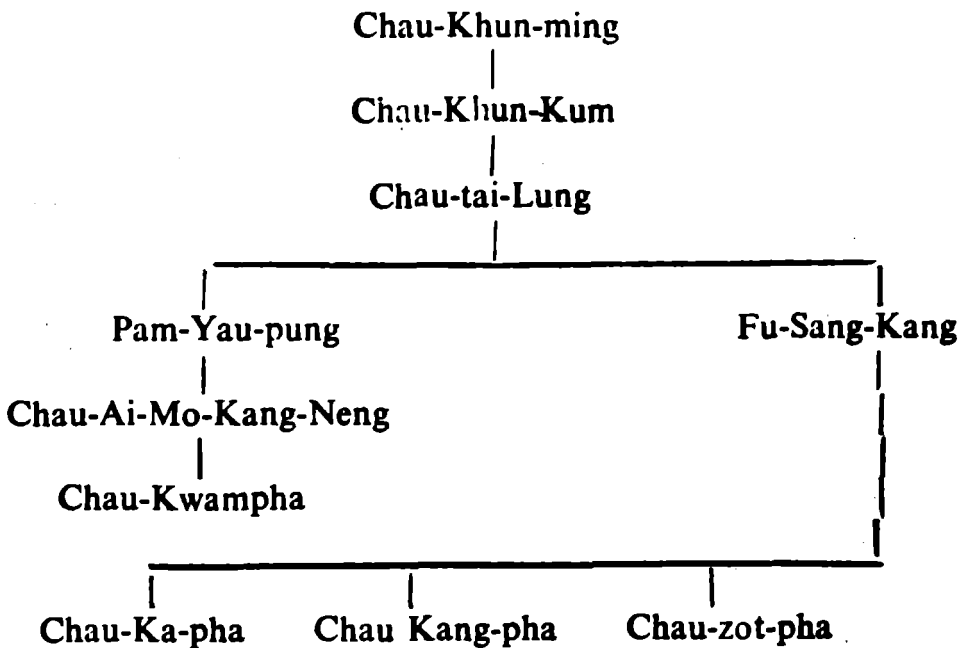 Chau-Khun-ming
Chau-Khun-Kum
Chau-tai-Lung
Pam-Yau-pung Fu-Sang-Kang
Chau-Ai-Mo-Kang-Neng
Chau-Kwampha
Chau-Ka-pha Chau Kang-pha Chau-zot-pha